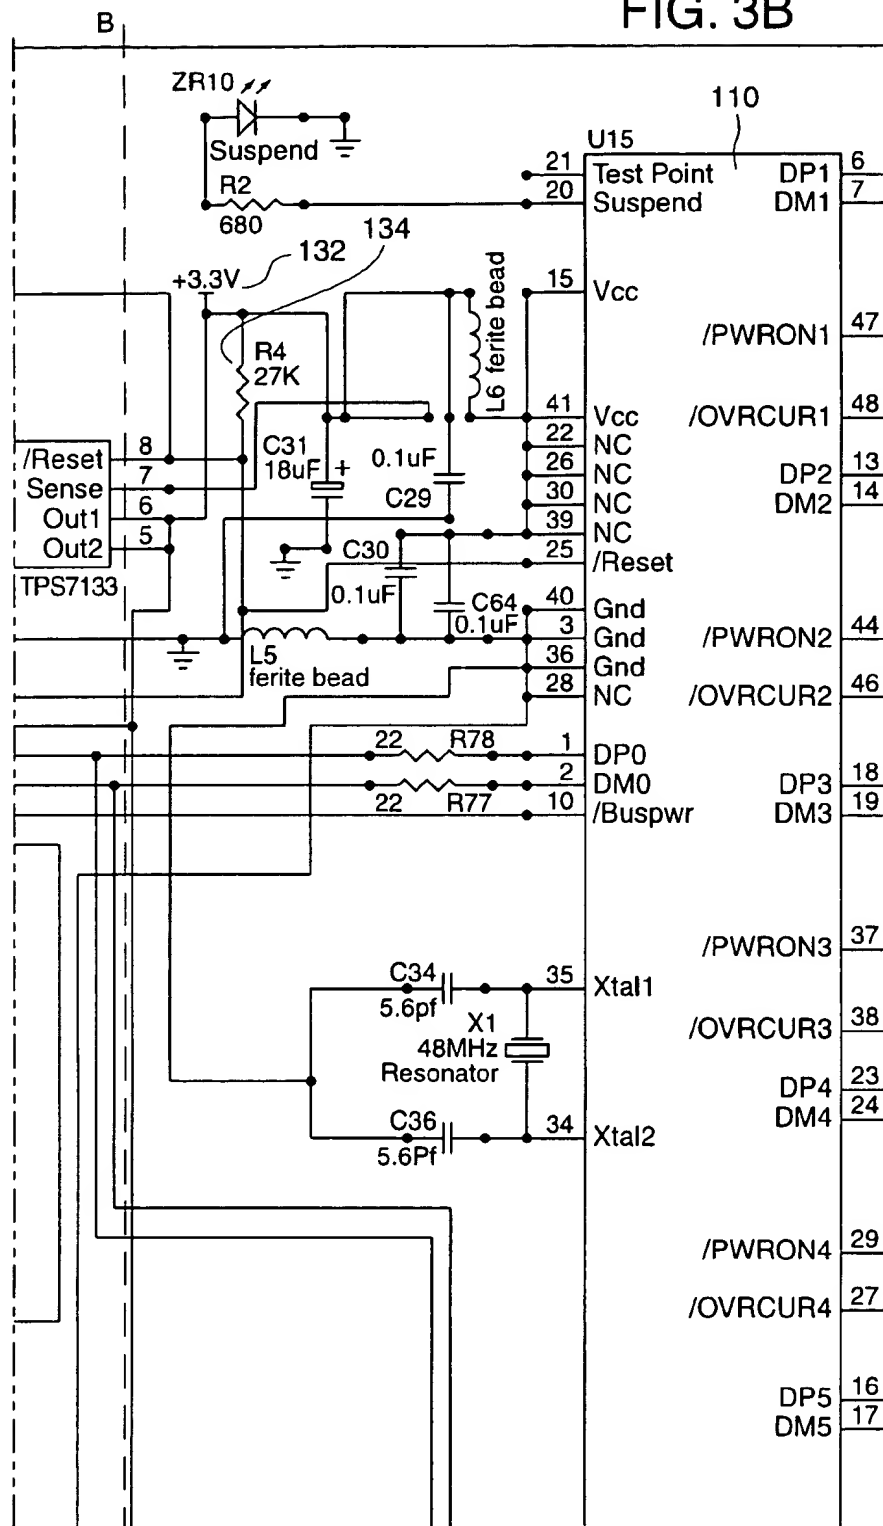 FIG. 3B
B
ZR10
Suspend
R2
680
132
134
+3.3V
R4
27K
L6 ferite bead
C31
18uF +
0.1uF
C29
/Reset 8
Sense 7
Out1 6
Out2 5
TPS7133
C30
0.1uF
C64
0.1uF
L5
ferite bead
22 R78
22 R77
C34
5.6pf
X1
48MHz
Resonator
C36
5.6Pf
110
U15
21 Test Point DP1 6
20 Suspend DM1 7
15 Vcc
/PWRON1 47
41 Vcc /OVRCUR1 48
22 NC
26 NC DP2 13
30 NC DM2 14
39 NC
25 /Reset
40 Gnd
3 Gnd /PWRON2 44
36 Gnd
28 NC /OVRCUR2 46
1 DP0
2 DM0 DP3 18
10 /Buspwr DM3 19
/PWRON3 37
35 Xtal1
/OVRCUR3 38
DP4 23
DM4 24
34 Xtal2
/PWRON4 29
/OVRCUR4 27
DP5 16
DM5 17